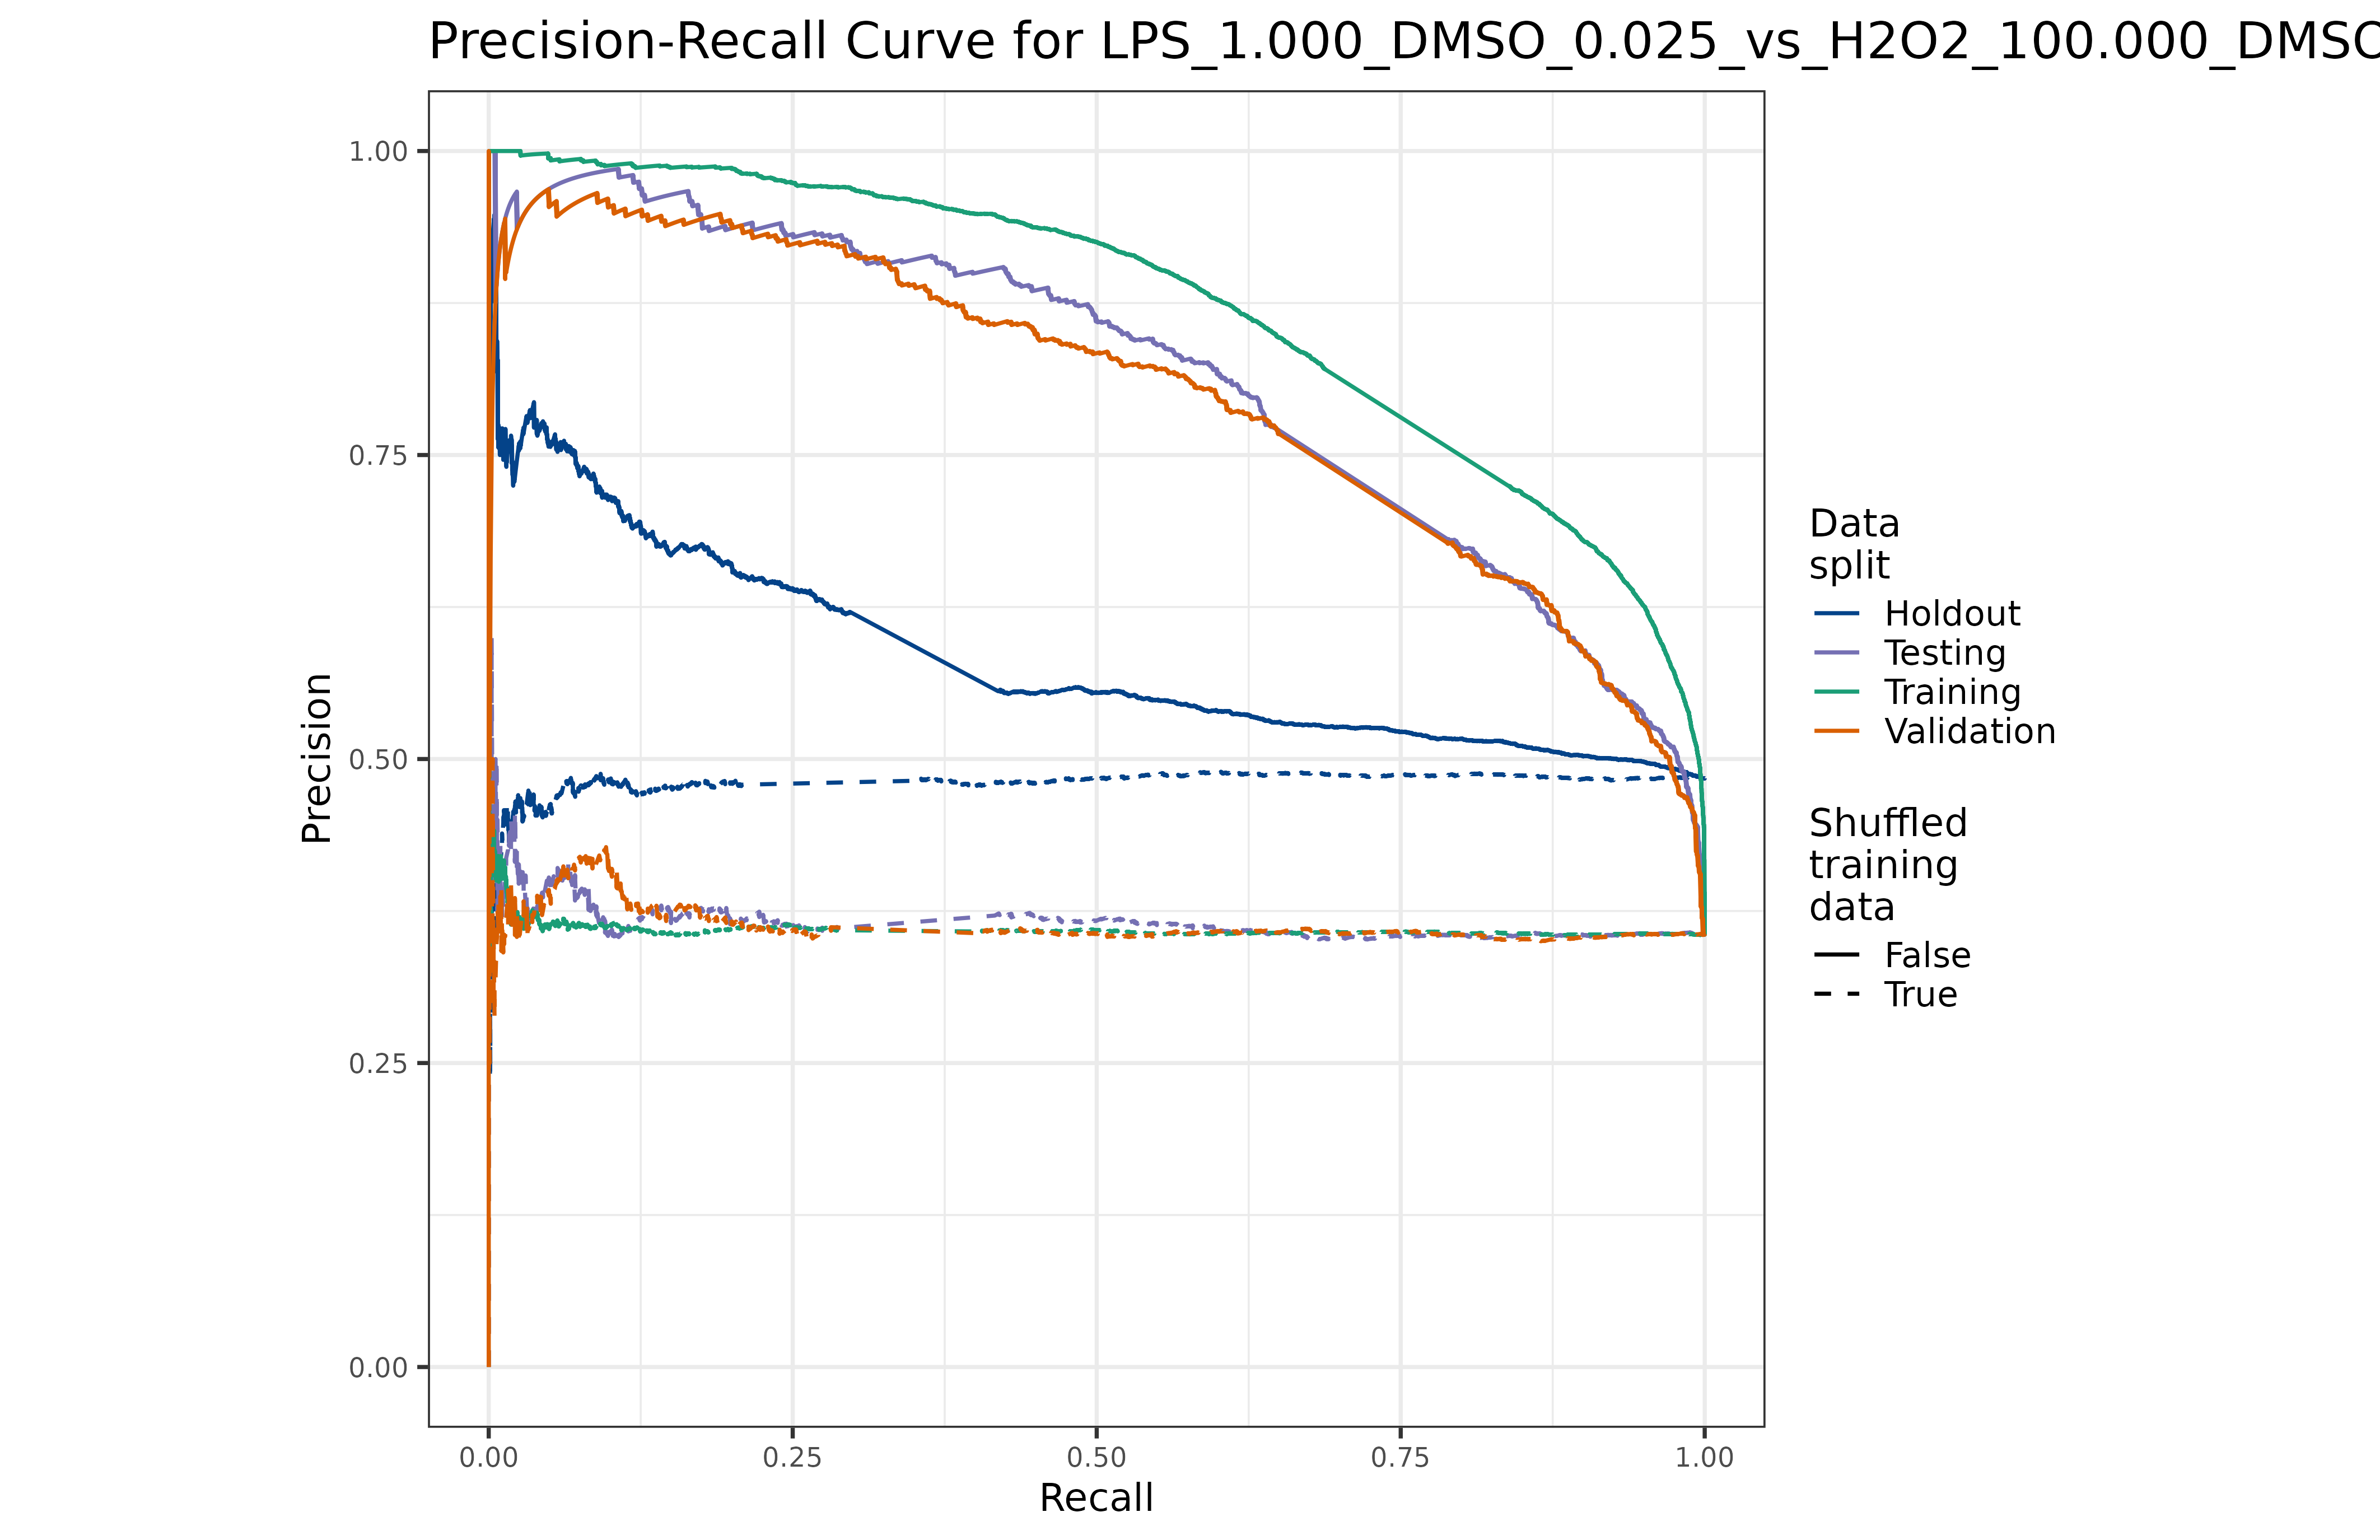 Precision-Recall Curve for LPS_1.000_DMSO_0.025_vs_H2O2_100.000_DMSO
1.00
0.75
0.50
0.25
0.00
Precision
0.00 0.25 0.50 0.75 1.00
Recall
Data
split
Holdout
Testing
Training
Validation
Shuffled
training
data
False
True